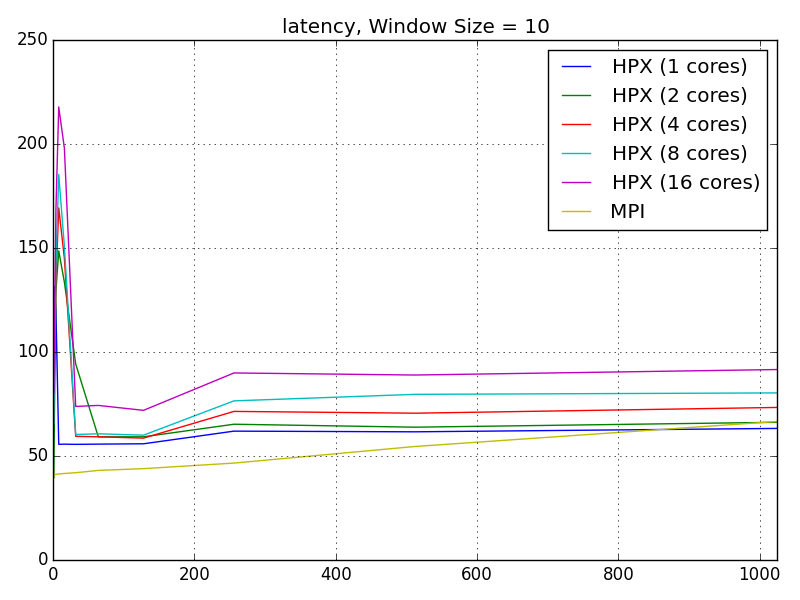 latency, Window Size = 10
250
HPX (1 cores)
HPX (2 cores)
HPX (4 cores)
HPX (8 cores)
HPX (16 cores)
MPI
200
150
100
50
0
0 200 400 600 800 1000